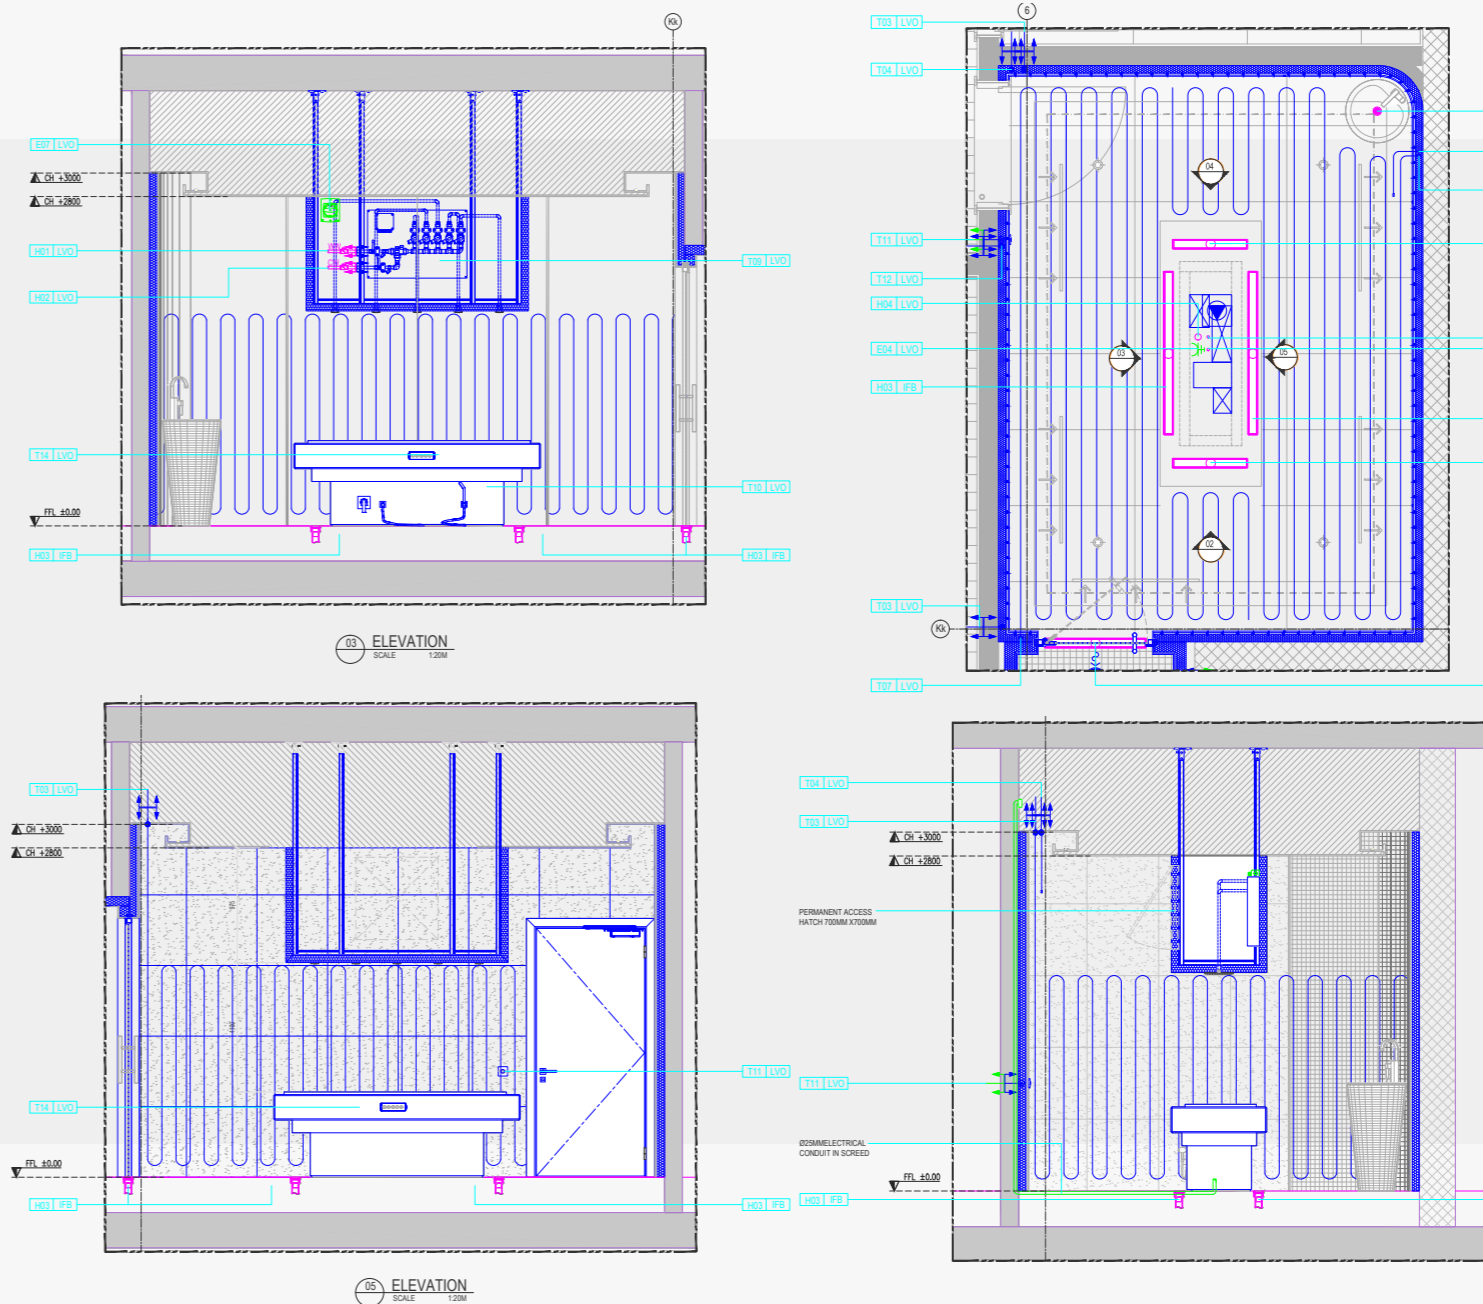 Kk
E07 LVO
CH +3000
CH +2800
H01 LVO
H02 LVO
T09 LVO
T14 LVO
T10 LVO
FFL ±0.00
H03 IFB
H03 IFB
03 ELEVATION
SCALE 1:20M
6
T03 LVO
T04 LVO
04
T11 LVO
T12 LVO
H04 LVO
E04 LVO
03
05
H03 IFB
02
T03 LVO
Kk
T07 LVO
T03 LVO
CH +3000
CH +2800
T11 LVO
T14 LVO
FFL ±0.00
H03 IFB
H03 IFB
05 ELEVATION
SCALE 1:20M
T04 LVO
T03 LVO
CH +3000
CH +2800
PERMANENT ACCESS
HATCH 700MM X700MM
T11 LVO
Ø25MMELECTRICAL
CONDUIT IN SCREED
FFL ±0.00
H03 IFB